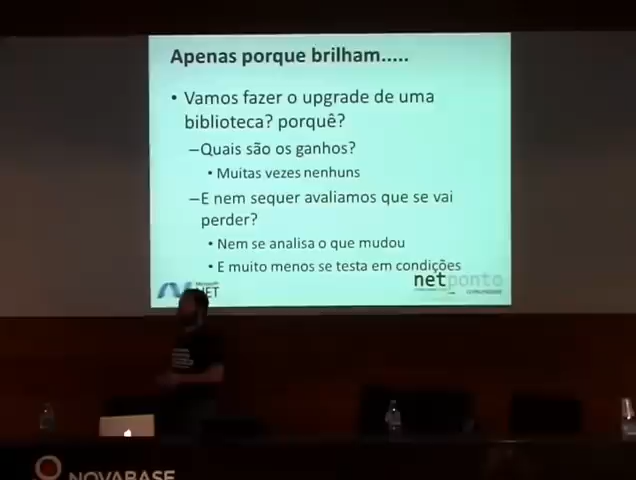 Apenas porque brilham.....
• Vamos fazer o upgrade de uma
biblioteca? porquê?
–Quais são os ganhos?
• Muitas vezes nenhuns
–E nem sequer avaliamos que se vai
perder?
• Nem se analisa o que mudou
• E muito menos se testa em condições
NET
netponto
NOVABASE